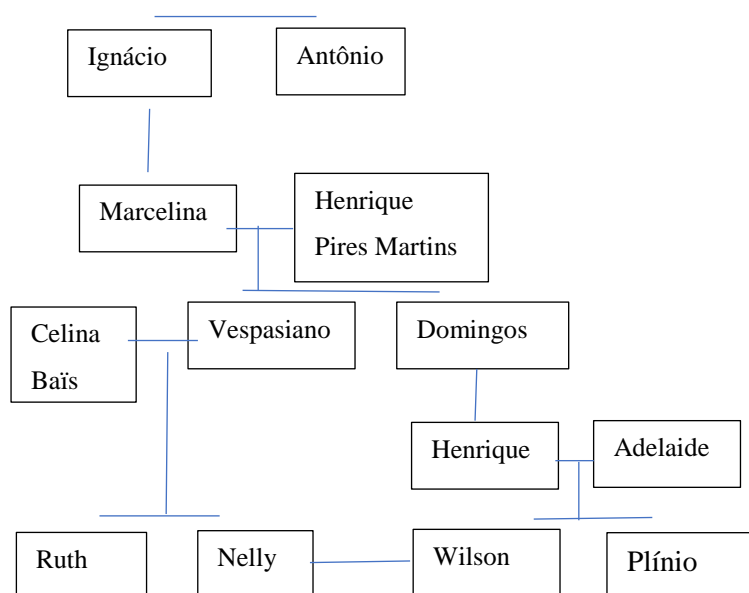 Ignácio
Antônio
Marcelina
Henrique
Pires Martins
Celina
Baïs
Vespasiano
Domingos
Henrique
Adelaide
Ruth
Nelly
Wilson
Plínio